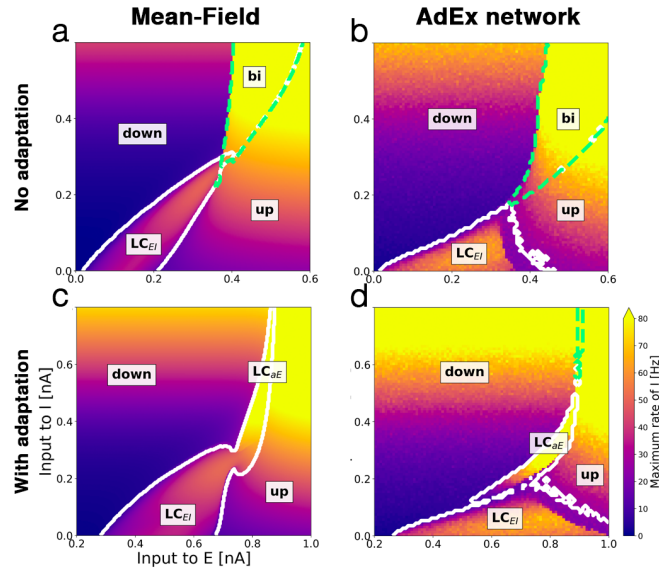 Mean-Field
AdEx network
No adaptation
With adaptation
a
bi
down
up
LC_EI
0.4
0.2
0.0
0.0 0.2 0.4 0.6
b
bi
down
up
LC_EI
0.4
0.2
0.0
0.0 0.2 0.4 0.6
c
down
LC_aE
up
LC_EI
0.6
0.4
0.2
0.0
0.2 0.4 0.6 0.8 1.0
Input to I [nA]
Input to E [nA]
d
down
LC_aE
up
LC_EI
0.6
0.4
0.2
0.0
0.2 0.4 0.6 0.8 1.0
80
70
60
50
40
30
20
10
0
Maximum rate of I [Hz]